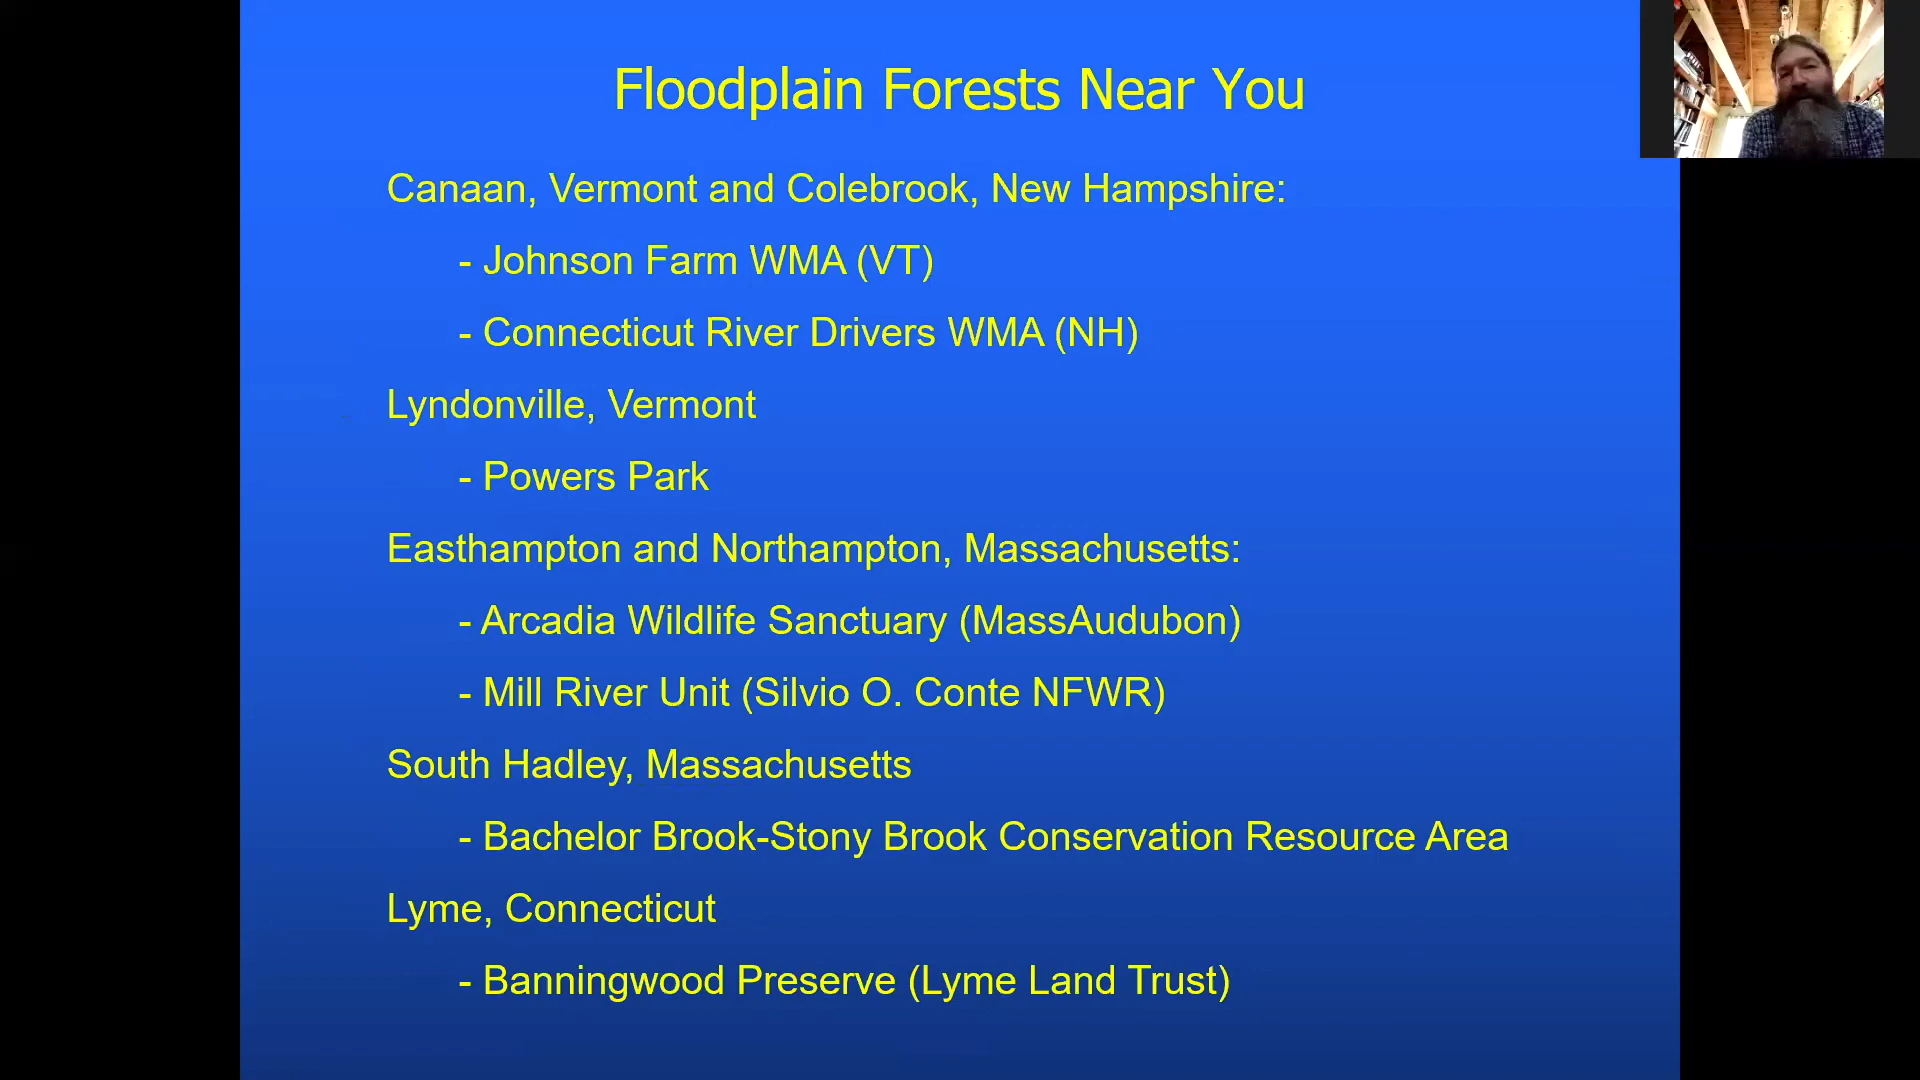 Floodplain Forests Near You
Canaan, Vermont and Colebrook, New Hampshire:
- Johnson Farm WMA (VT)
- Connecticut River Drivers WMA (NH)
Lyndonville, Vermont
- Powers Park
Easthampton and Northampton, Massachusetts:
- Arcadia Wildlife Sanctuary (MassAudubon)
- Mill River Unit (Silvio O. Conte NFWR)
South Hadley, Massachusetts
- Bachelor Brook-Stony Brook Conservation Resource Area
Lyme, Connecticut
- Banningwood Preserve (Lyme Land Trust)